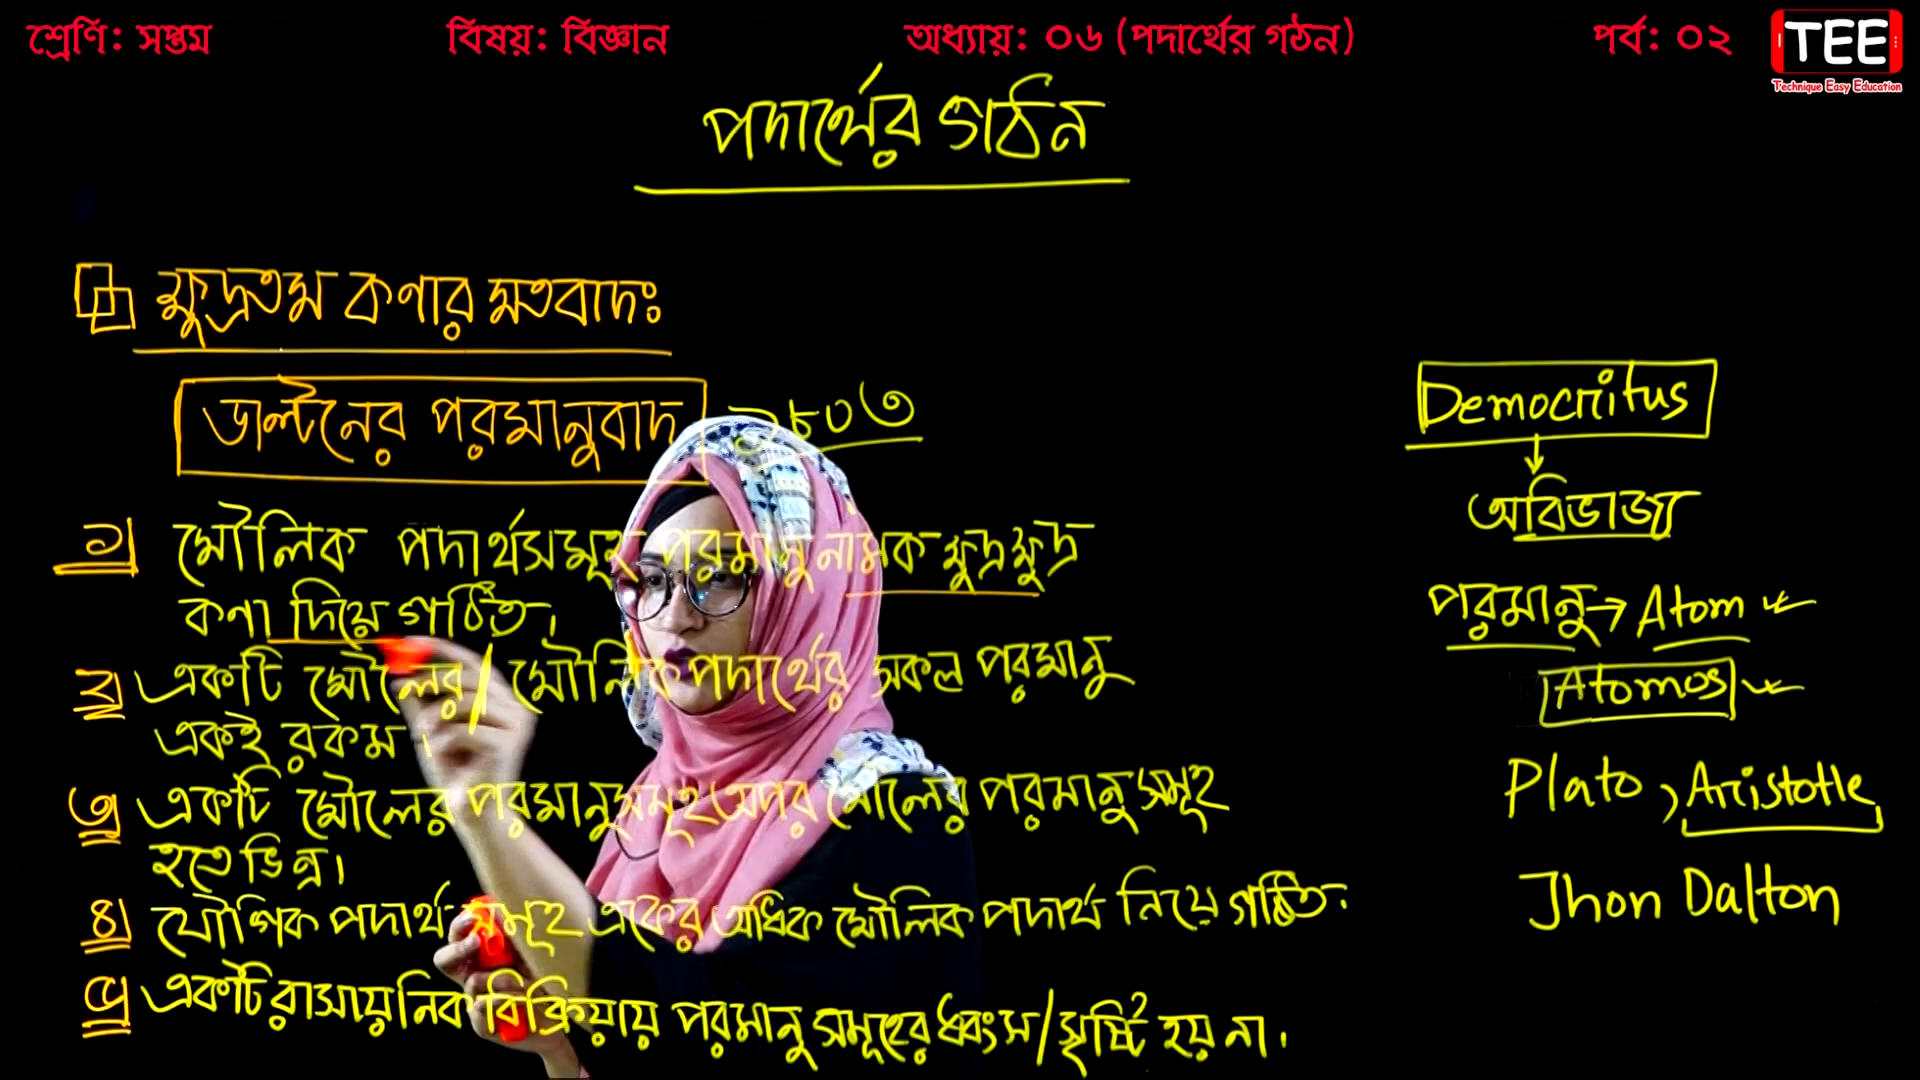 শ্রেণি: সপ্তম
বিষয়: বিজ্ঞান
অধ্যায়: ০৬ (পদার্থের গঠন)
পর্ব: ০২
TEE
Technique Easy Education
পদার্থের গঠন
ক্ষুদ্রতম কণার মতবাদঃ
ডাল্টনের পরমানুবাদ ১৮০৩
১| মৌলিক পদার্থসমূহ পরমানু নামক ক্ষুদ্র ক্ষুদ্র
কণা দিয়ে গঠিত।
২| একটি মৌলের/ মৌলিক পদার্থের সকল পরমানু
একই রকম।
৩| একটি মৌলের পরমানুসমূহ অপর মৌলের পরমানুসমূহ
হতে ভিন্ন।
৪| যৌগিক পদার্থ সমূহ একের অধিক মৌলিক পদার্থ নিয়ে গঠিত।
৫| একটি রাসায়নিক বিক্রিয়ায় পরমানু সমূহের ধ্বংস/সৃষ্টি হয় না।
Democritus
অবিভাজ্য
পরমানু → Atom
Atomos
Plato, Aristotle,
Jhon Dalton